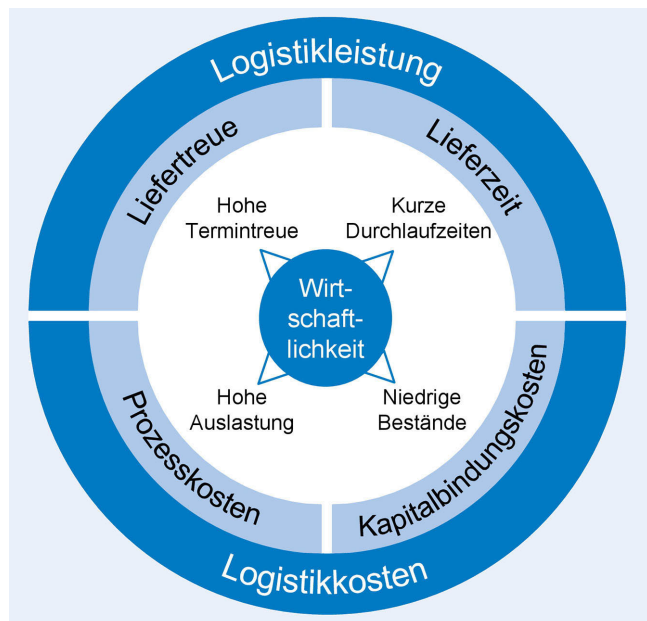 Logistikleistung
Liefertreue
Lieferzeit
Hohe
Termintreue
Kurze
Durchlaufzeiten
Wirt-
schaft-
lichkeit
Hohe
Auslastung
Niedrige
Bestände
Prozesskosten
Kapitalbindungskosten
Logistikkosten